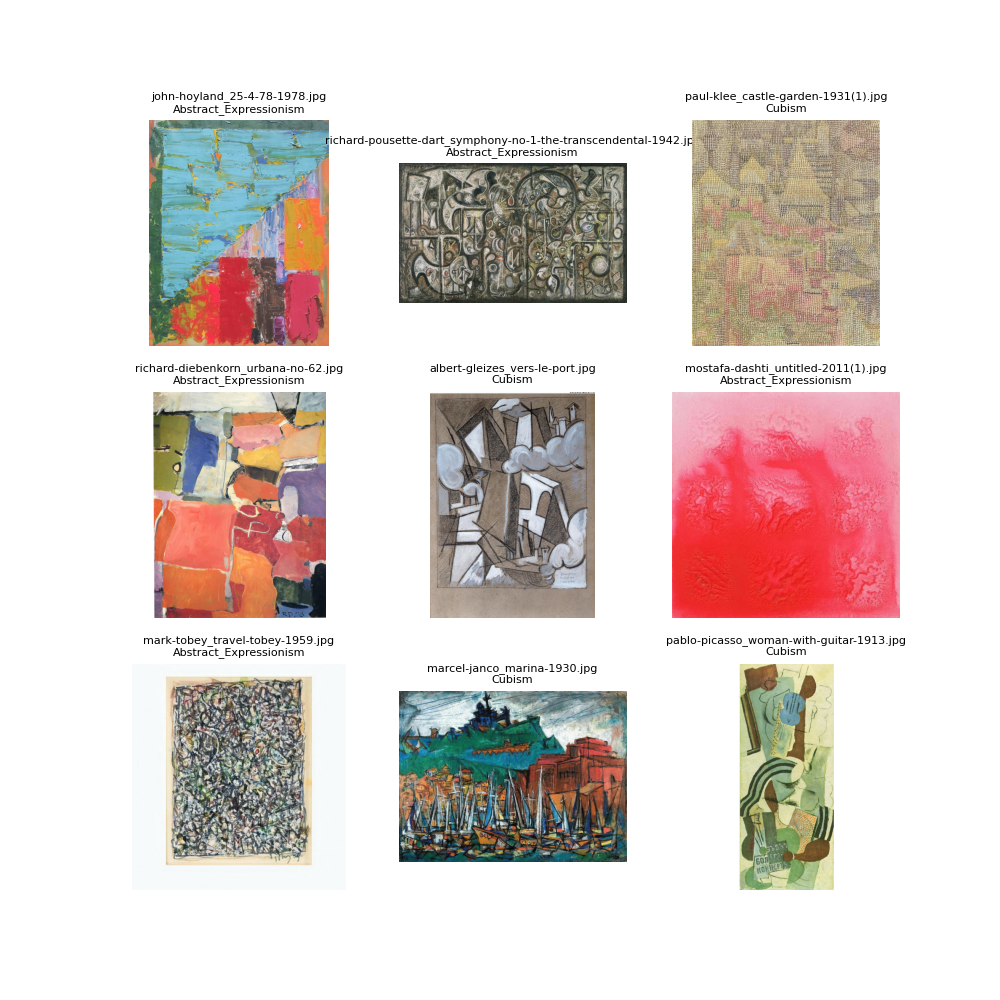 john-hoyland_25-4-78-1978.jpg
Abstract_Expressionism
richard-pousette-dart_symphony-no-1-the-transcendental-1942.jp
Abstract_Expressionism
paul-klee_castle-garden-1931(1).jpg
Cubism
richard-diebenkorn_urbana-no-62.jpg
Abstract_Expressionism
albert-gleizes_vers-le-port.jpg
Cubism
mostafa-dashti_untitled-2011(1).jpg
Abstract_Expressionism
mark-tobey_travel-tobey-1959.jpg
Abstract_Expressionism
marcel-janco_marina-1930.jpg
Cubism
pablo-picasso_woman-with-guitar-1913.jpg
Cubism